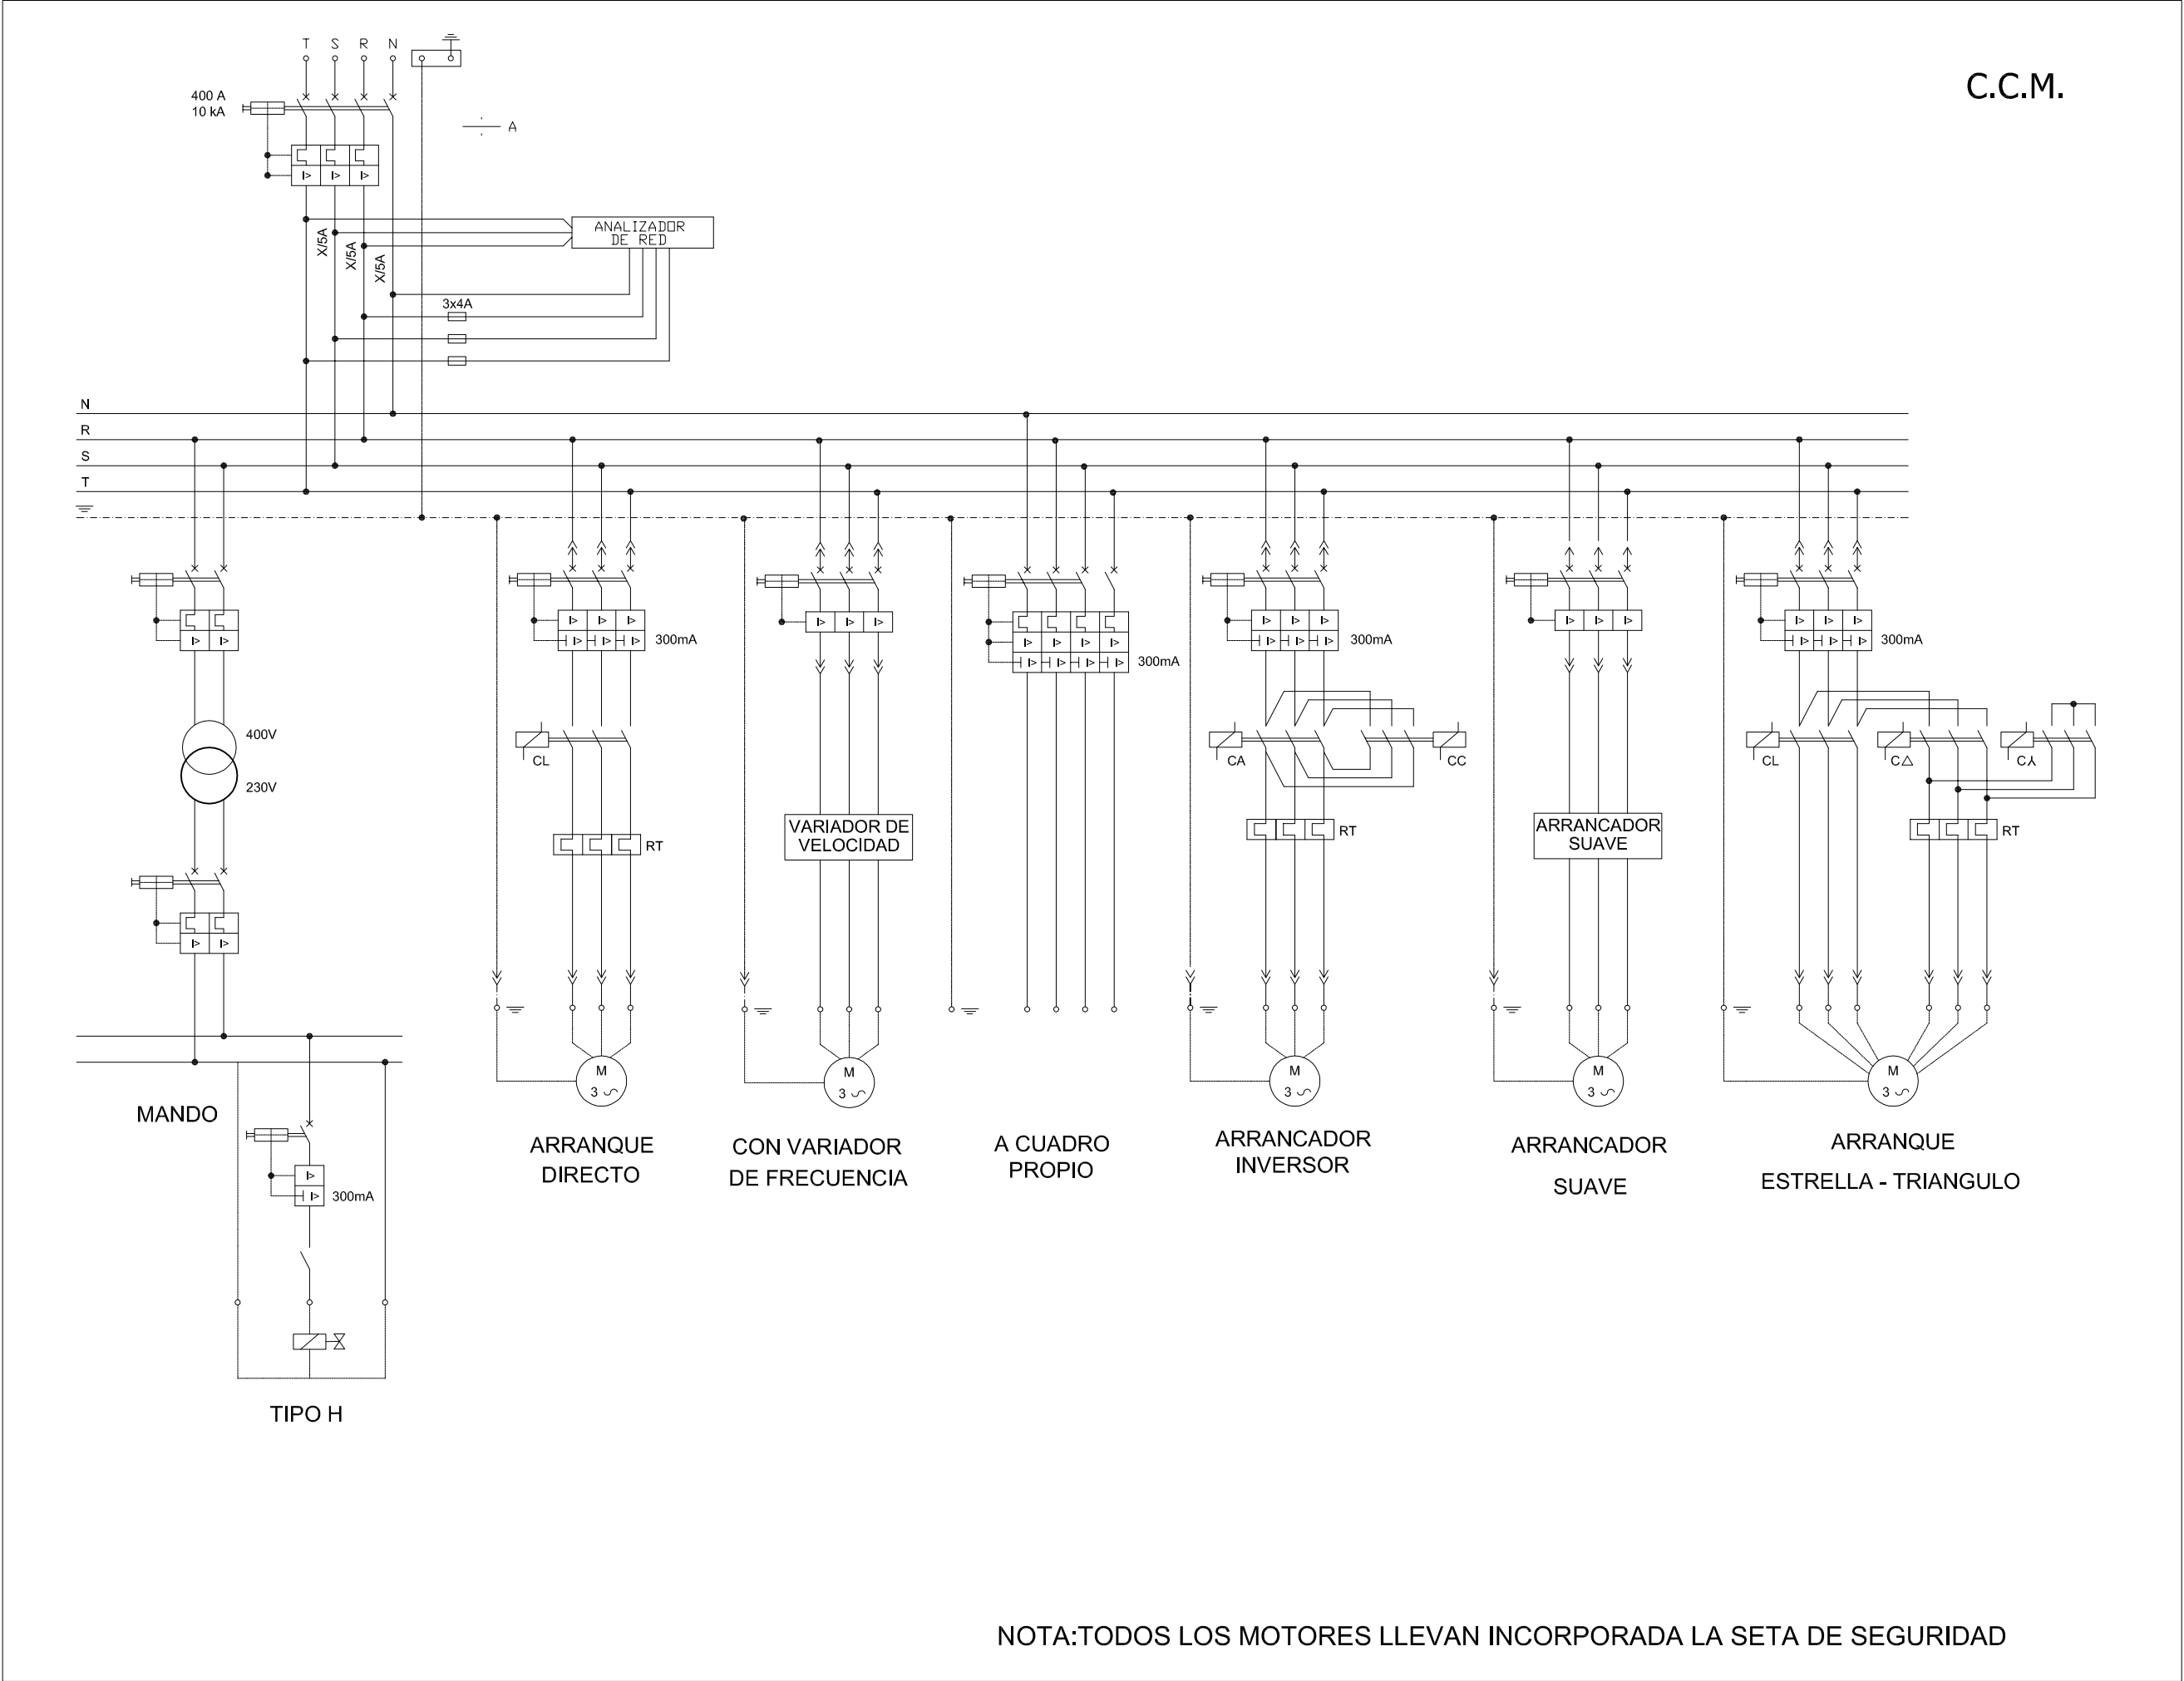 C.C.M.
T S R N
400 A
10 kA
A
ANALIZADOR
DE RED
X/5A
X/5A
X/5A
3x4A
N
R
S
T
I> I> I>
I> I>
400V
230V
I> I>
MANDO
I>
I>
300mA
TIPO H
I> I> I>
I> I> I>
300mA
CL
RT
M
3
ARRANQUE
DIRECTO
I> I> I>
VARIADOR DE
VELOCIDAD
M
3
CON VARIADOR
DE FRECUENCIA
I> I> I> I>
I> I> I> I>
300mA
A CUADRO
PROPIO
I> I> I>
I> I> I>
300mA
CA
CC
RT
M
3
ARRANCADOR
INVERSOR
I> I> I>
ARRANCADOR
SUAVE
M
3
ARRANCADOR
SUAVE
I> I> I>
I> I> I>
300mA
CL
C△
C⅄
RT
M
3
ARRANQUE
ESTRELLA - TRIANGULO
NOTA:TODOS LOS MOTORES LLEVAN INCORPORADA LA SETA DE SEGURIDAD